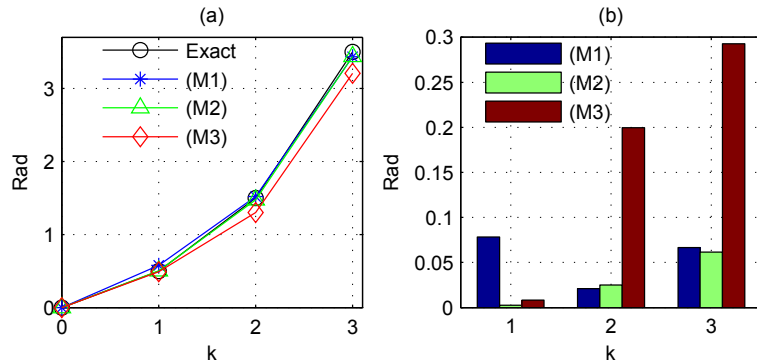 (a)
Exact
(M1)
(M2)
(M3)
3
2
1
0
Rad
0 1 2 3
k
(b)
(M1)
(M2)
(M3)
0.3
0.25
0.2
0.15
0.1
0.05
0
Rad
1 2 3
k